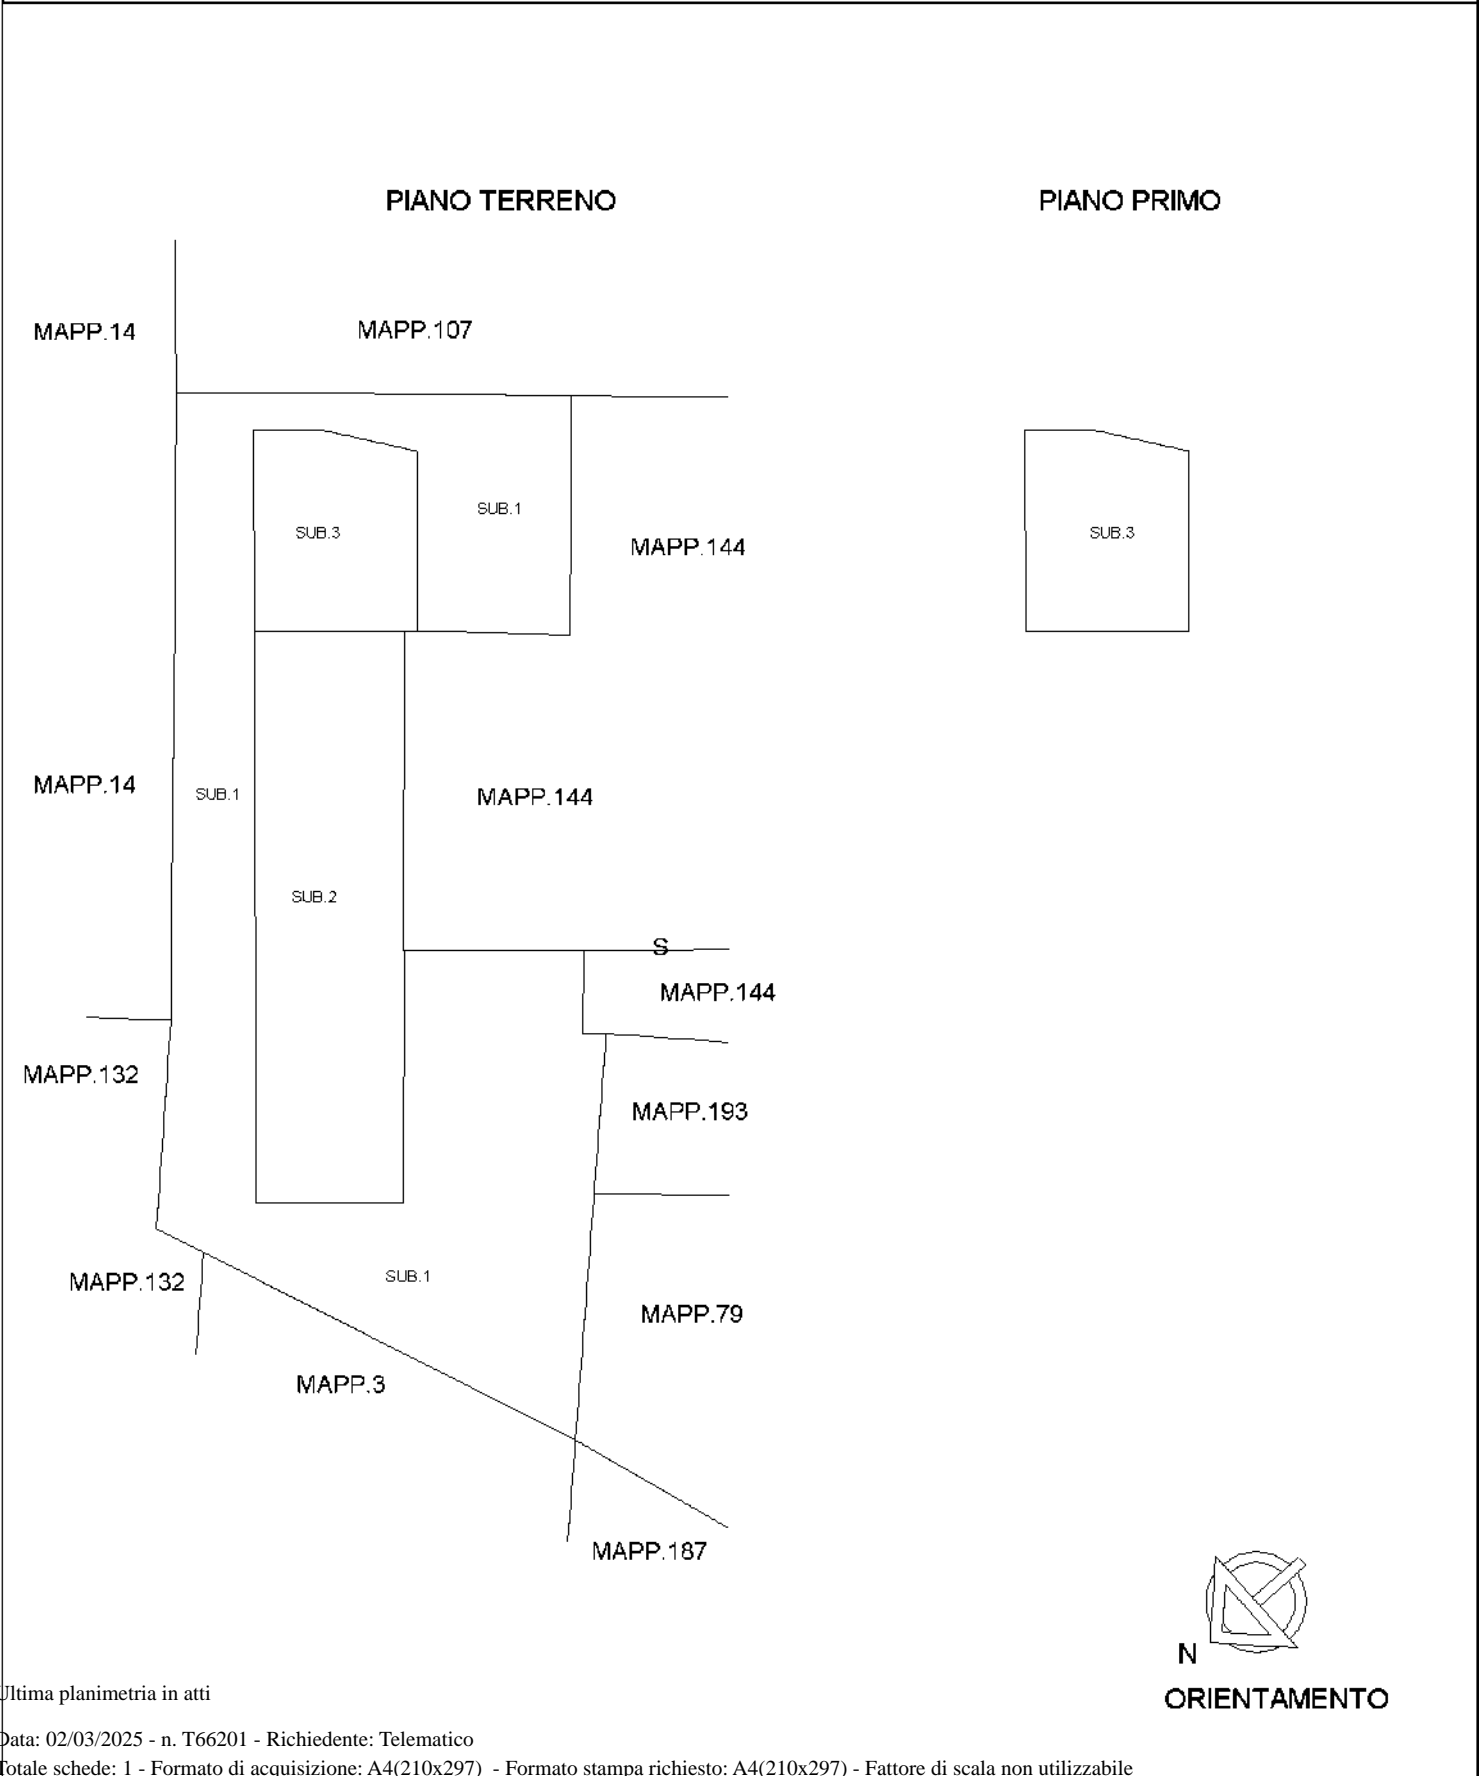 PIANO TERRENO
PIANO PRIMO
MAPP.14
MAPP.107
SUB.1
SUB.3
MAPP.144
SUB.3
MAPP.14
SUB.1
MAPP.144
SUB.2
S
MAPP.144
MAPP.132
MAPP.193
MAPP.132
SUB.1
MAPP.79
MAPP.3
MAPP.187
N
ORIENTAMENTO
Ultima planimetria in atti
Data: 02/03/2025 - n. T66201 - Richiedente: Telematico
Totale schede: 1 - Formato di acquisizione: A4(210x297) - Formato stampa richiesto: A4(210x297) - Fattore di scala non utilizzabile